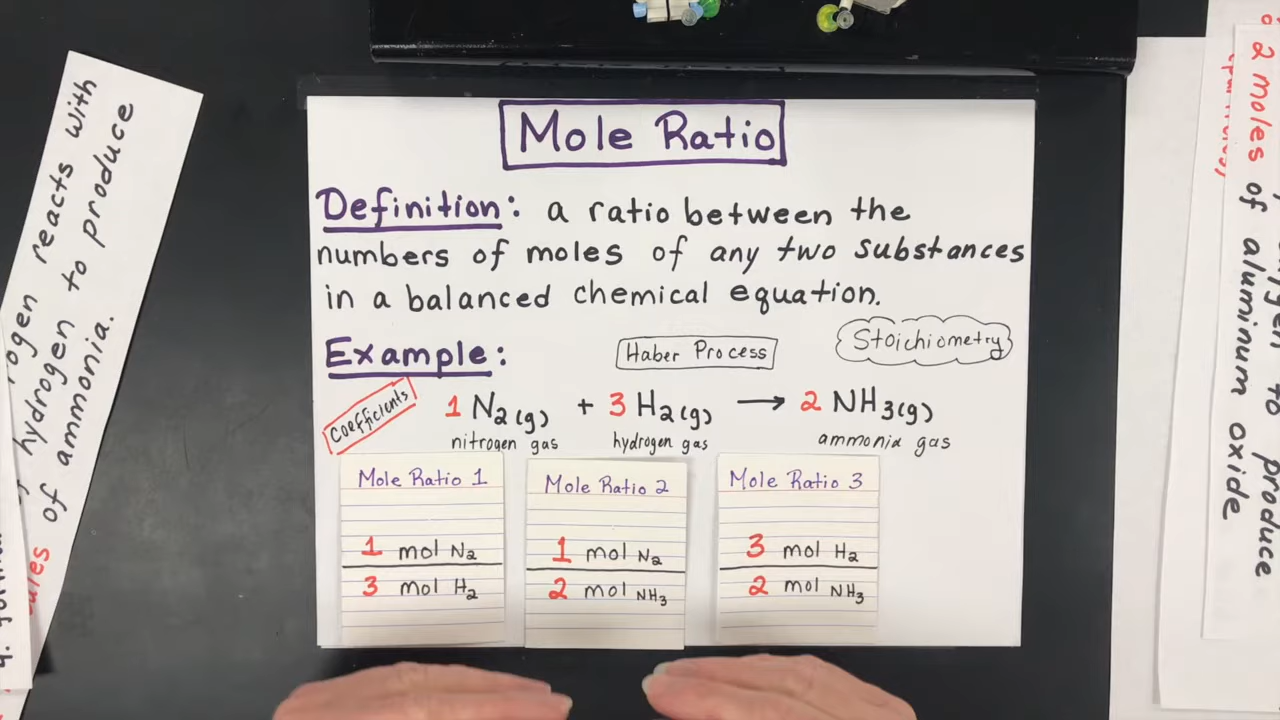 Mole Ratio
Definition: a ratio between the
numbers of moles of any two substances
in a balanced chemical equation.
Example:
Haber Process
Stoichiometry
Coefficients
1 N₂(g) + 3 H₂(g) → 2 NH₃(g)
nitrogen gas
hydrogen gas
ammonia gas
Mole Ratio 1
1 mol N₂
3 mol H₂
Mole Ratio 2
1 mol N₂
2 mol NH₃
Mole Ratio 3
3 mol H₂
2 mol NH₃
reacts with
hydrogen to produce
of ammonia.
2 moles of aluminum oxide
to produce